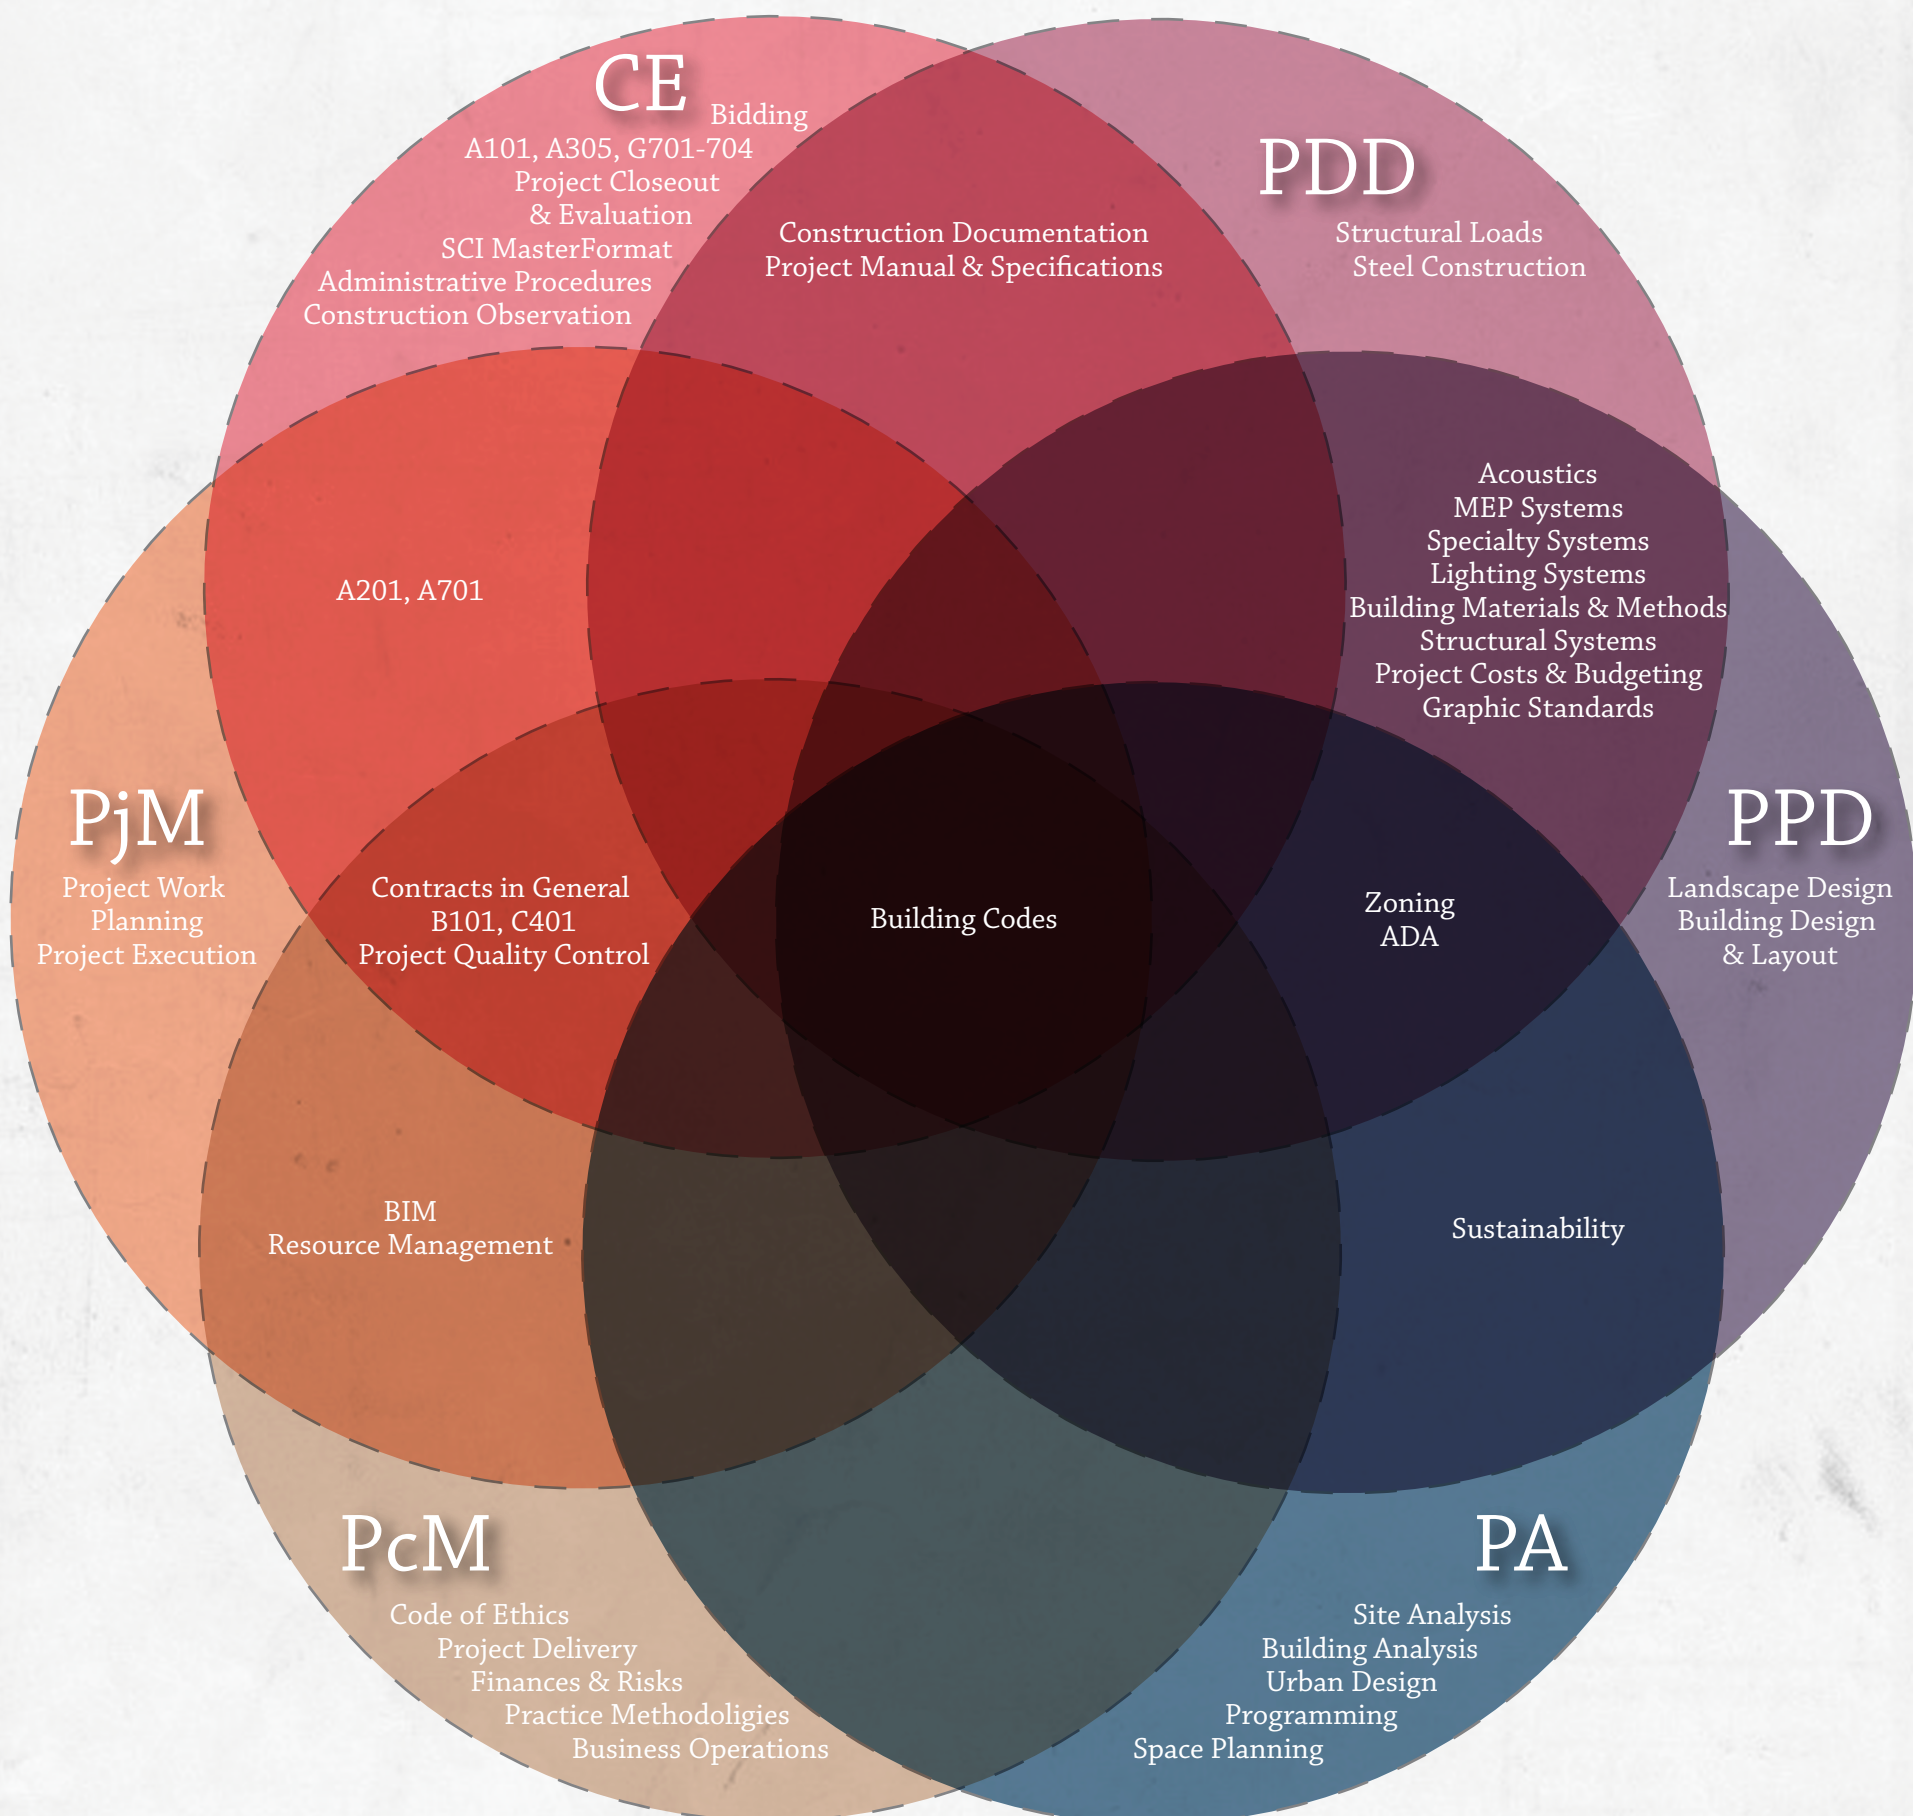 CE
Bidding
A101, A305, G701-704
Project Closeout
& Evaluation
SCI MasterFormat
Administrative Procedures
Construction Observation
Construction Documentation
Project Manual & Specifications
PDD
Structural Loads
Steel Construction
A201, A701
Acoustics
MEP Systems
Specialty Systems
Lighting Systems
Building Materials & Methods
Structural Systems
Project Costs & Budgeting
Graphic Standards
PjM
Project Work
Planning
Project Execution
Contracts in General
B101, C401
Project Quality Control
Building Codes
Zoning
ADA
PPD
Landscape Design
Building Design
& Layout
BIM
Resource Management
Sustainability
PcM
Code of Ethics
Project Delivery
Finances & Risks
Practice Methodoligies
Business Operations
PA
Site Analysis
Building Analysis
Urban Design
Programming
Space Planning